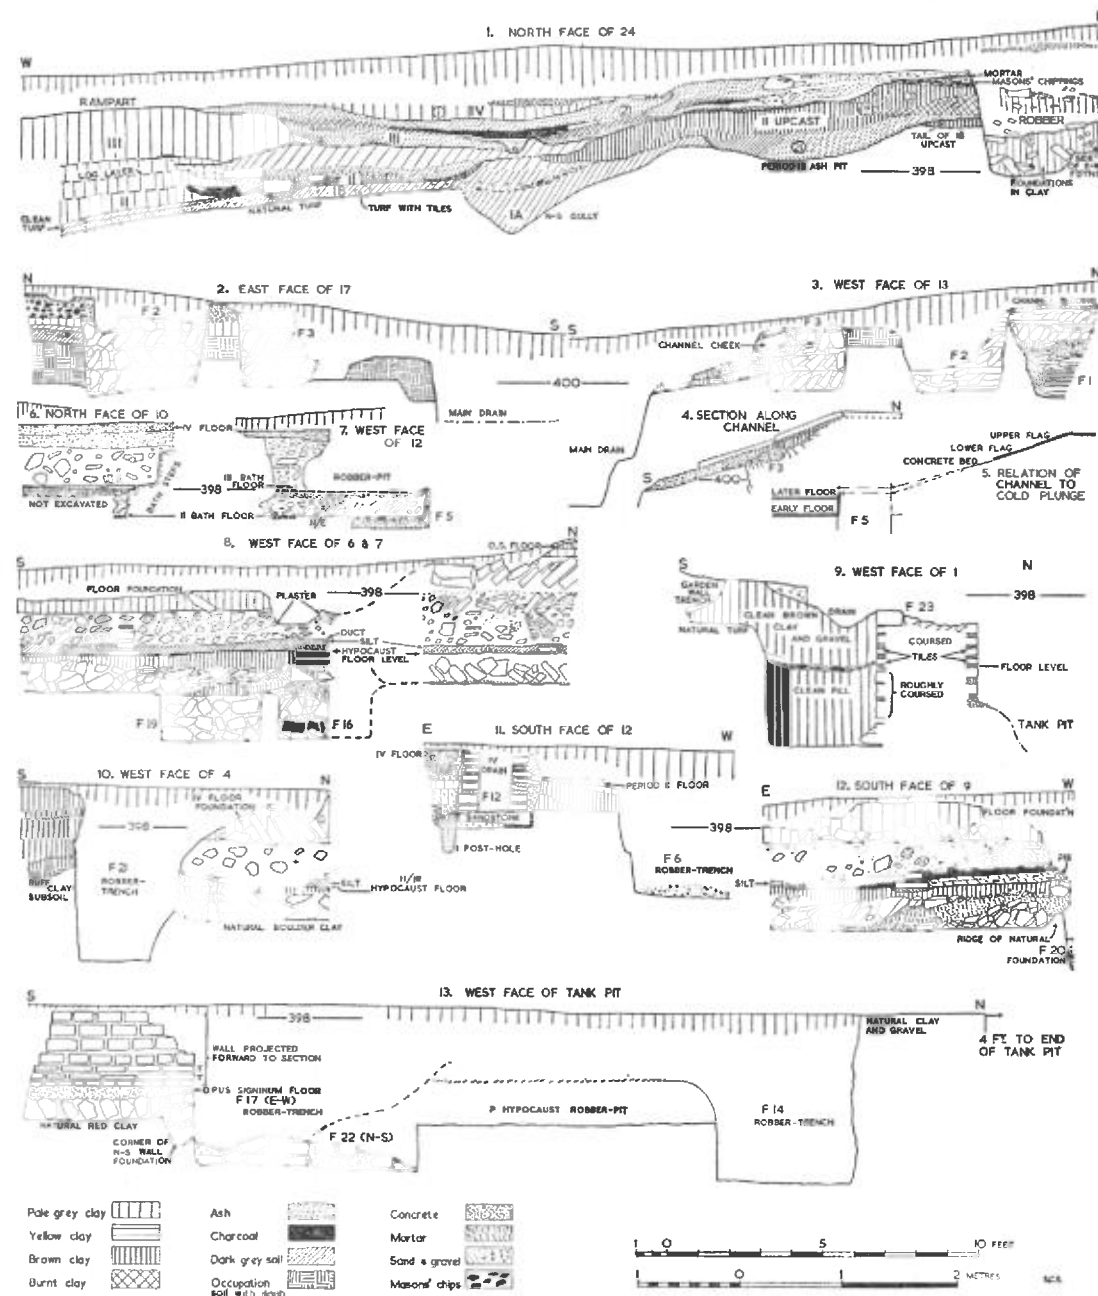 1. NORTH FACE OF 24
W
RAMPART
III
LOG LAYER
II
CLEAN
TURF
NATURAL TURF
TURF WITH TILES
IA
N-S GULLY
IV
III
II UPCAST
PERIOD IB ASH PIT
TAIL OF IB
UPCAST
398
MORTAR
MASONS' CHIPPINGS
ROBBER
FOUNDATIONS
IN CLAY
N
2. EAST FACE OF 17
S
F2
F3
400
MAIN DRAIN
3. WEST FACE OF 13
S
N
CHANNEL CHEEK
F3
F2
F1
MAIN DRAIN
4. SECTION ALONG
CHANNEL
N
S
F3
400
UPPER FLAG
LOWER FLAG
CONCRETE BED
5. RELATION OF
CHANNEL TO
COLD PLUNGE
LATER FLOOR
EARLY FLOOR
F5
6. NORTH FACE OF 10
IV FLOOR
BATH STEPS
NOT EXCAVATED
398
III BATH
FLOOR
II BATH FLOOR
7. WEST FACE
OF 12
ROBBER-PIT
F5
8. WEST FACE OF 6 & 7
S
N
FLOOR FOUNDATION
PLASTER
398
DUCT
SILT
HYPOCAUST
FLOOR LEVEL
F19
F16
9. WEST FACE OF 1
S
N
398
GARDEN
WALL
TRENCH
NATURAL TURF
CLEAN BROWN
CLAY
AND GRAVEL
DRAIN
F 23
COURSED
TILES
FLOOR LEVEL
CLEAN FILL
ROUGHLY
COURSED
TANK PIT
10. WEST FACE OF 4
S
N
IV FLOOR
FOUNDATION
398
F 21
ROBBER-
TRENCH
BUFF
CLAY
SUBSOIL
SILT
II/III
HYPOCAUST FLOOR
NATURAL BOULDER CLAY
11. SOUTH FACE OF 12
E
W
IV FLOOR
IV
DRAIN
F12
SANDSTONE
I POST-HOLE
PERIOD II FLOOR
398
F6
ROBBER-TRENCH
12. SOUTH FACE OF 9
E
W
FLOOR FOUNDATN
SILT
RIDGE OF NATURAL
F 20
FOUNDATION
13. WEST FACE OF TANK PIT
S
N
398
WALL PROJECTED
FORWARD TO SECTION
OPUS SIGNINUM FLOOR
F17 (E-W)
ROBBER-TRENCH
NATURAL RED CLAY
CORNER OF
N-S WALL
FOUNDATION
F 22 (N-S)
P HYPOCAUST ROBBER-PIT
F14
ROBBER-TRENCH
NATURAL CLAY
AND GRAVEL
4 FT TO END
OF TANK PIT
Pale grey clay
Yellow clay
Brown clay
Burnt clay
Ash
Charcoal
Dark grey soil
Occupation
soil with daub
Concrete
Mortar
Sand & gravel
Masons' chips
1 0 5 10 FEET
1 0 1 2 METRES